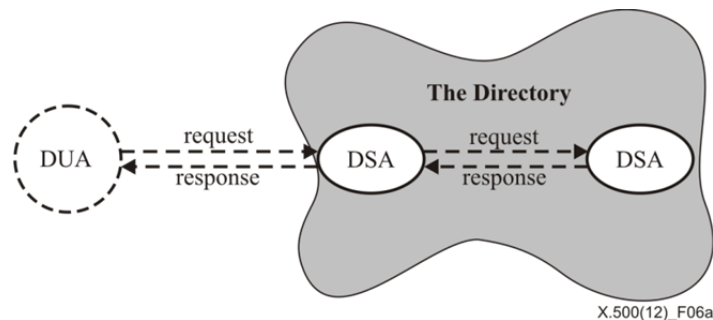 The Directory
DUA
request
response
DSA
request
response
DSA
X.500(12)_F06a